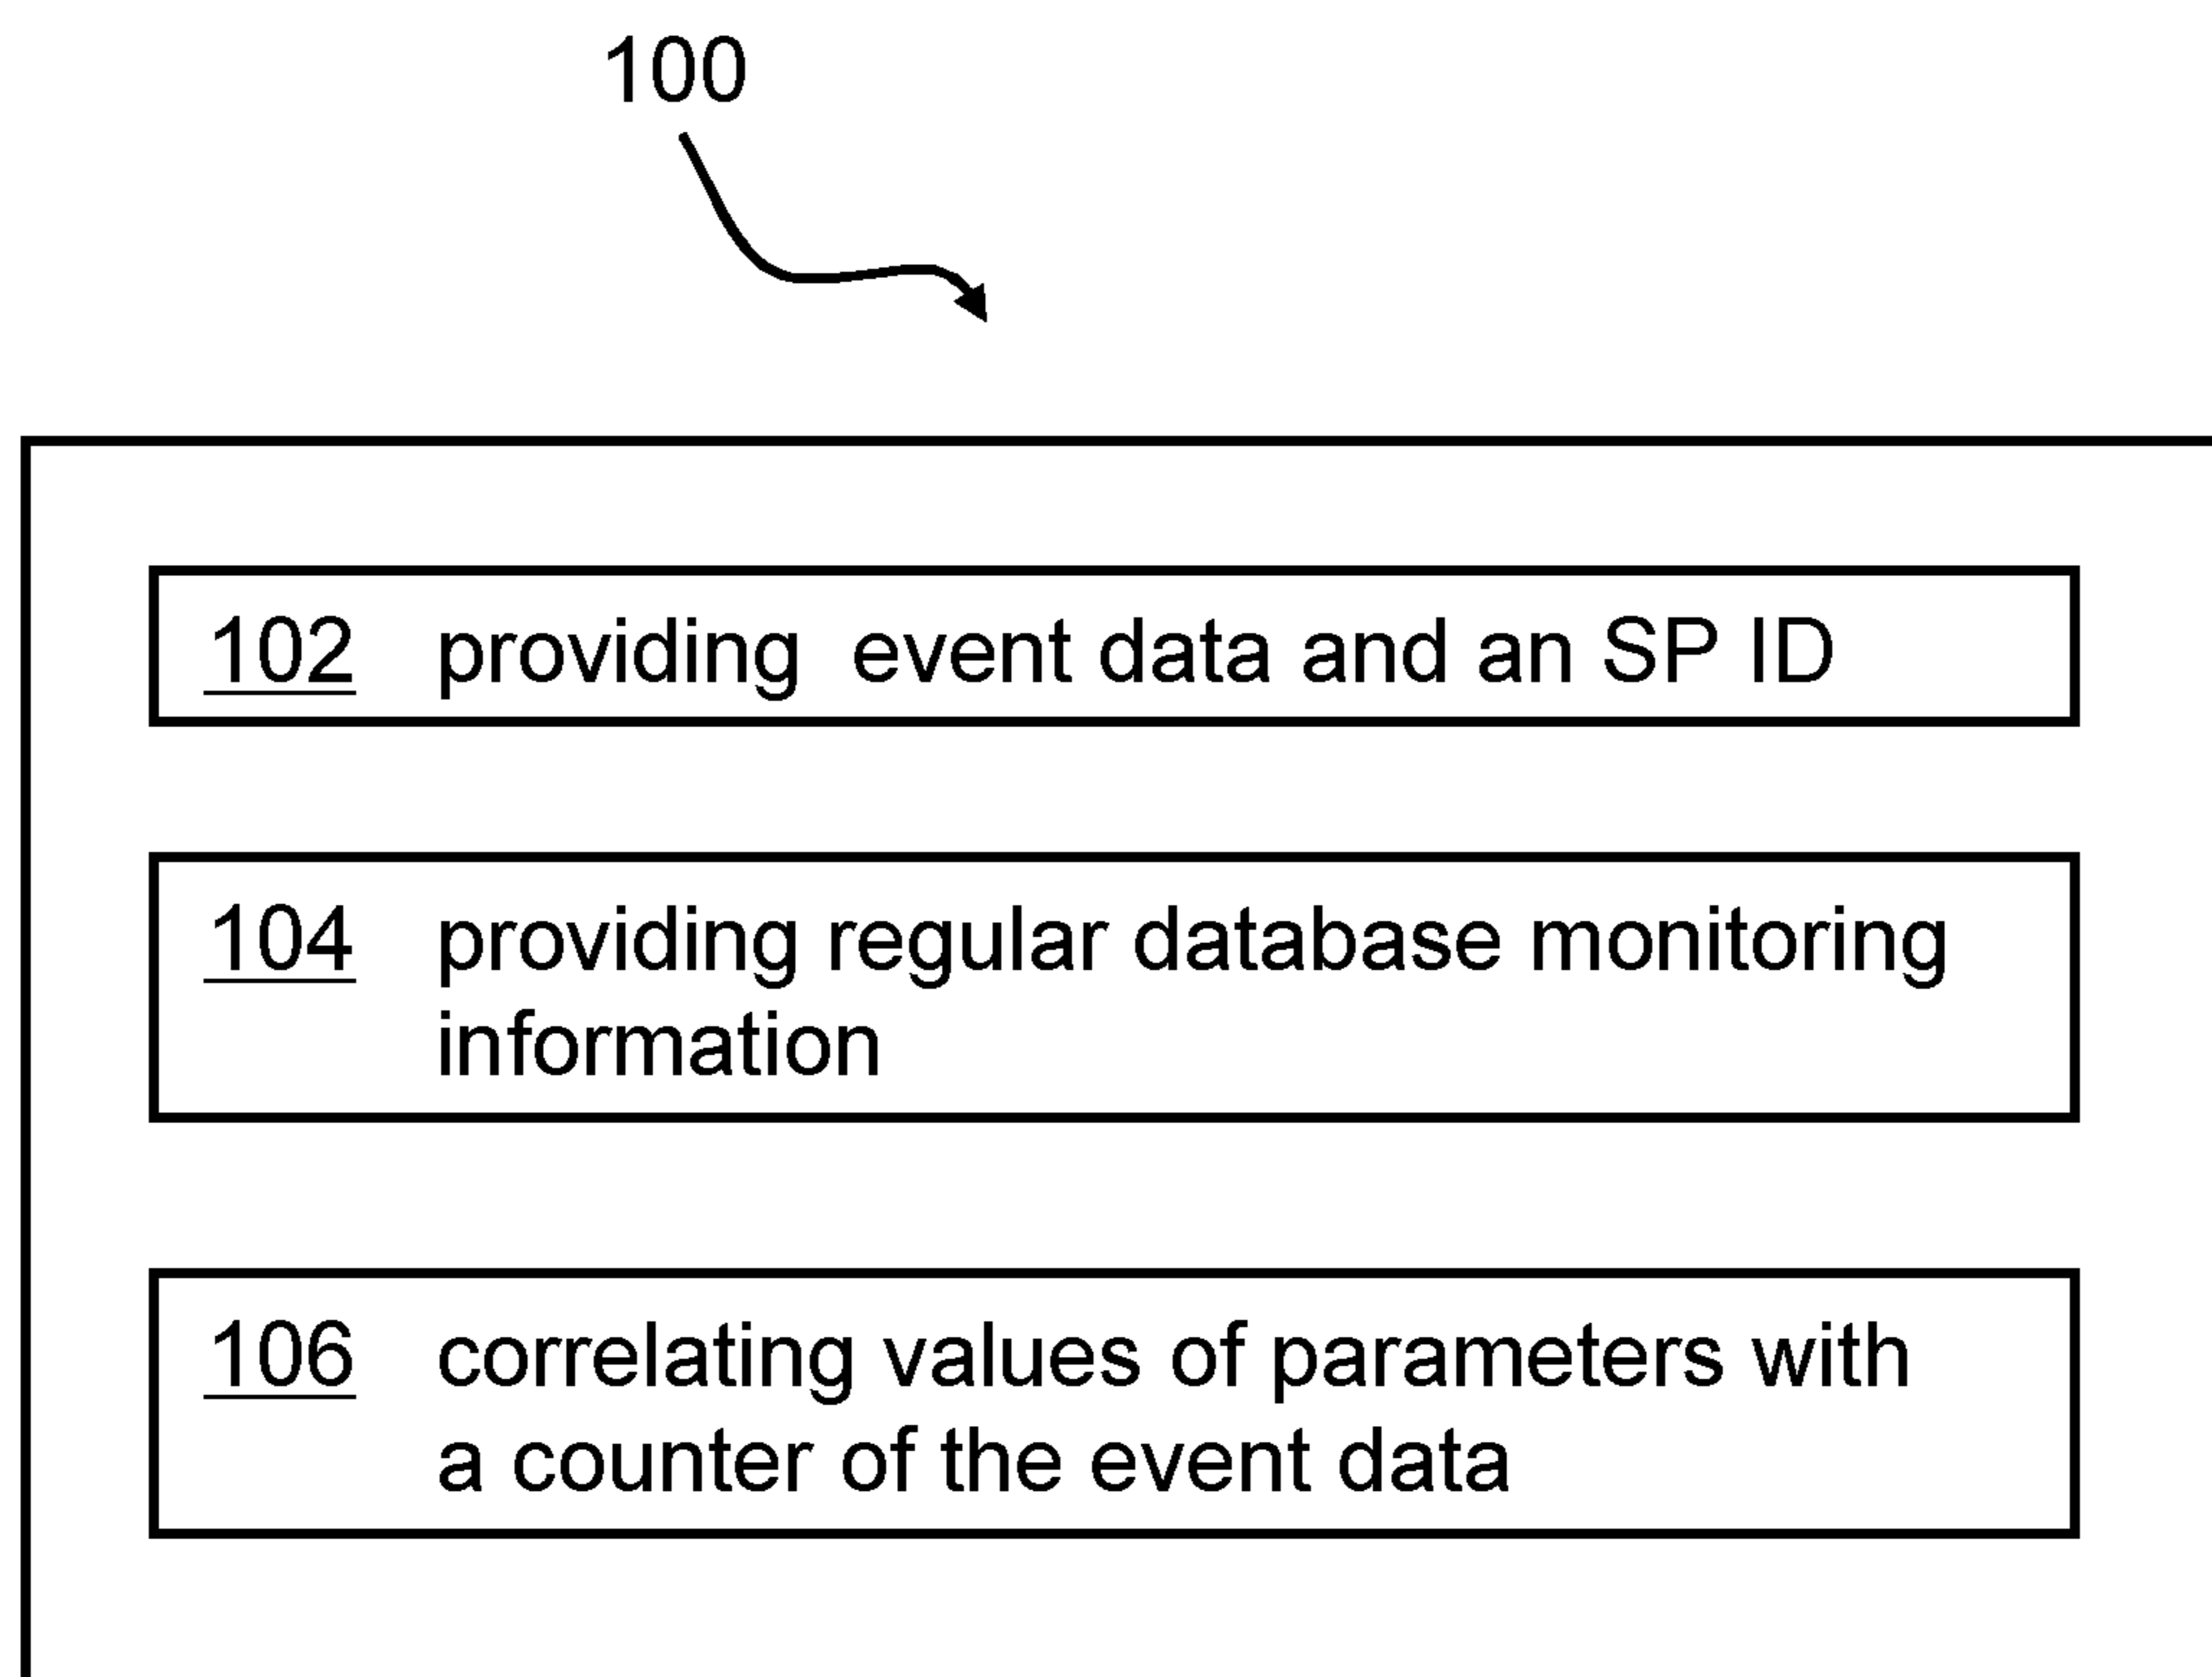 100
102 providing event data and an SP ID
104 providing regular database monitoring
information
106 correlating values of parameters with
a counter of the event data